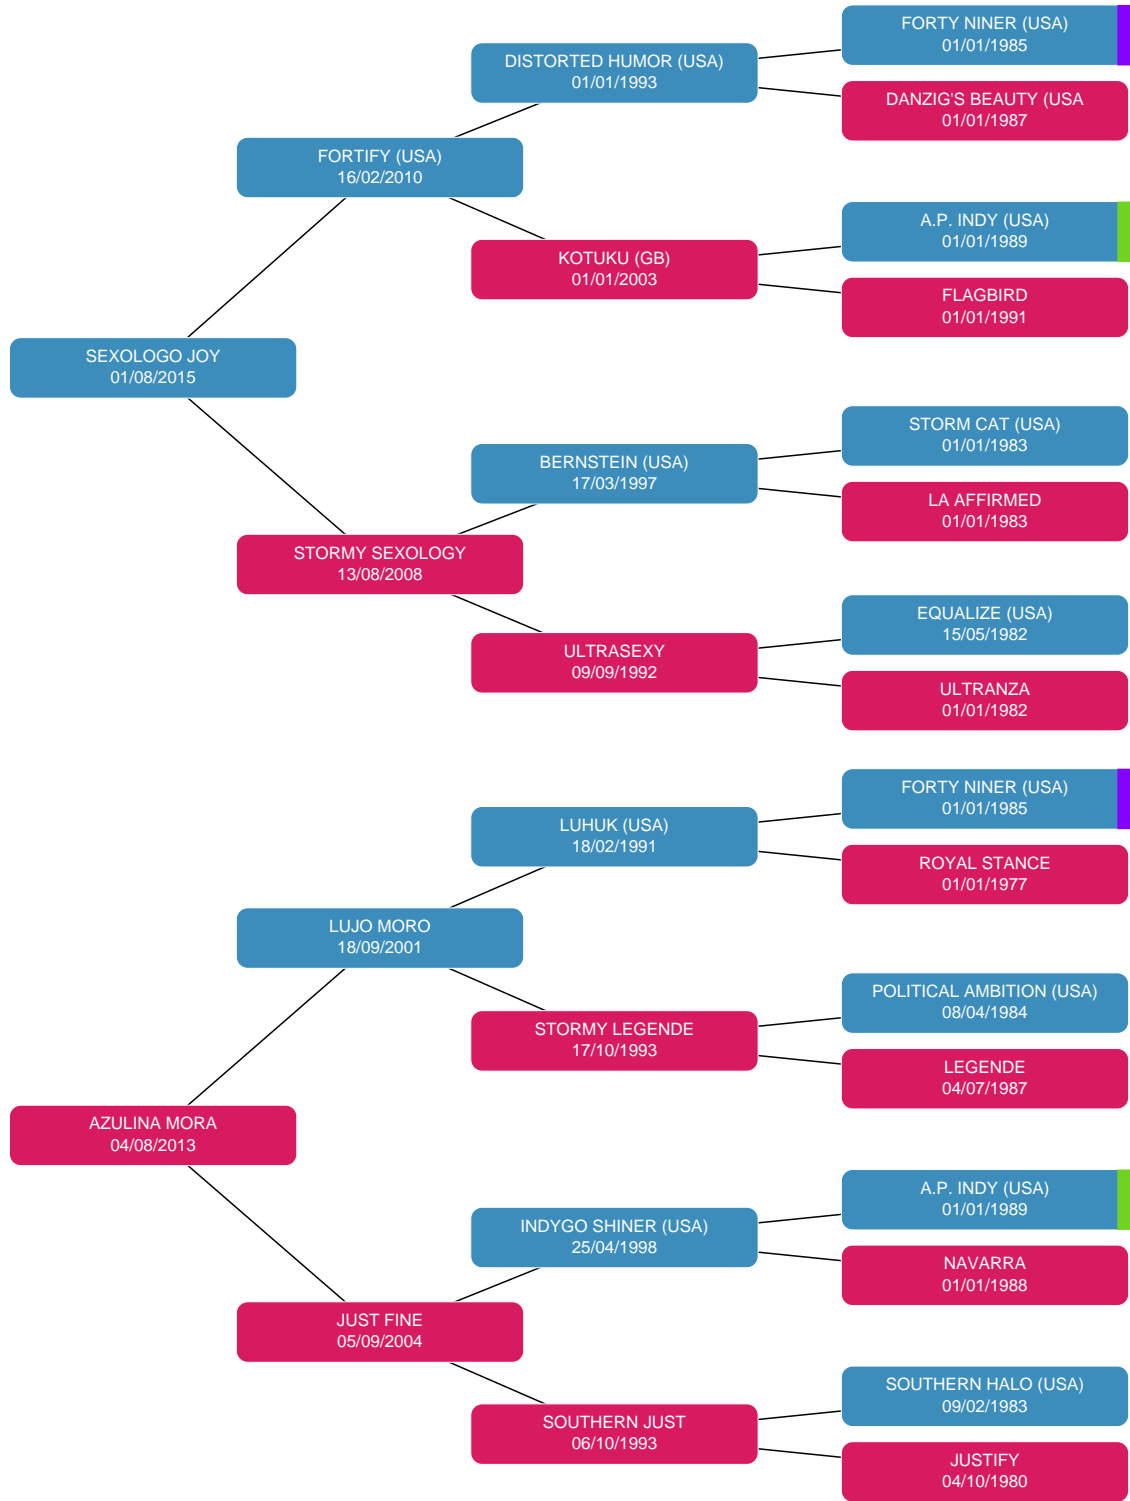 FORTY NINER (USA)
01/01/1985
DISTORTED HUMOR (USA)
01/01/1993
DANZIG'S BEAUTY (USA
01/01/1987
FORTIFY (USA)
16/02/2010
A.P. INDY (USA)
01/01/1989
KOTUKU (GB)
01/01/2003
FLAGBIRD
01/01/1991
SEXOLOGO JOY
01/08/2015
STORM CAT (USA)
01/01/1983
BERNSTEIN (USA)
17/03/1997
LA AFFIRMED
01/01/1983
STORMY SEXOLOGY
13/08/2008
EQUALIZE (USA)
15/05/1982
ULTRASEXY
09/09/1992
ULTRANZA
01/01/1982
FORTY NINER (USA)
01/01/1985
LUHUK (USA)
18/02/1991
ROYAL STANCE
01/01/1977
LUJO MORO
18/09/2001
POLITICAL AMBITION (USA)
08/04/1984
STORMY LEGENDE
17/10/1993
LEGENDE
04/07/1987
AZULINA MORA
04/08/2013
A.P. INDY (USA)
01/01/1989
INDYGO SHINER (USA)
25/04/1998
NAVARRA
01/01/1988
JUST FINE
05/09/2004
SOUTHERN HALO (USA)
09/02/1983
SOUTHERN JUST
06/10/1993
JUSTIFY
04/10/1980